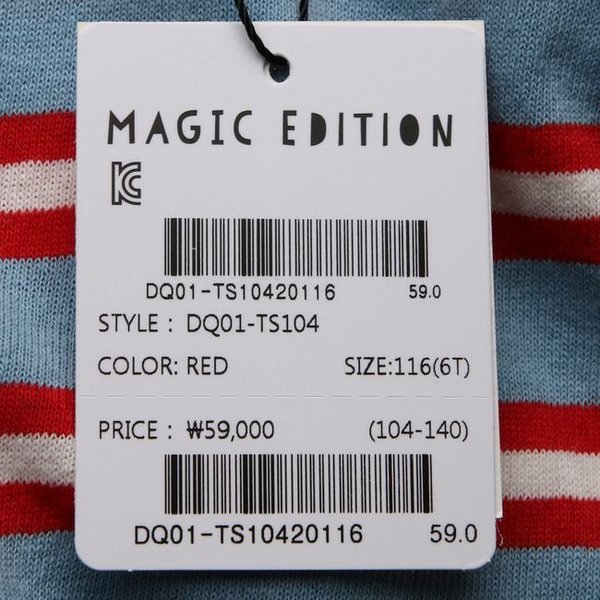 MAGIC EDITION
KC
DQ01-TS10420116 59.0
STYLE : DQ01-TS104
COLOR: RED SIZE:116(6T)
PRICE : ₩59,000 (104-140)
DQ01-TS10420116 59.0